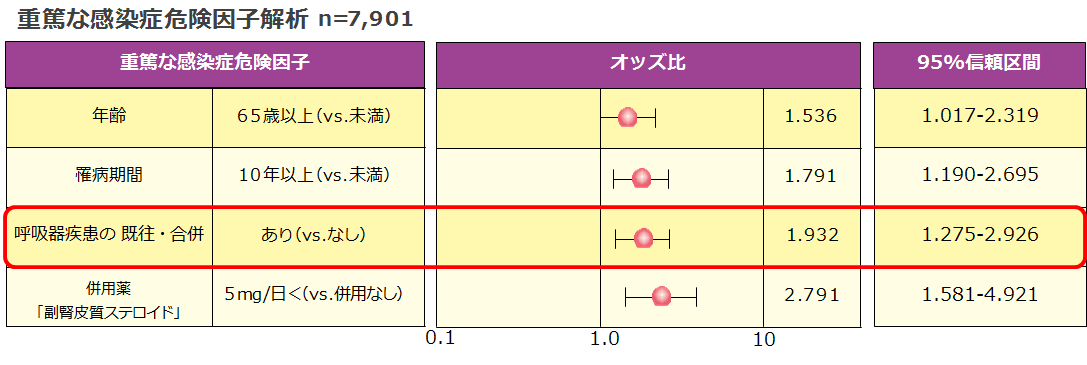 重篤な感染症危険因子解析 n=7,901
重篤な感染症危険因子 オッズ比 95%信頼区間
年齢 65歳以上(vs.未満) 1.536 1.017-2.319
罹病期間 10年以上(vs.未満) 1.791 1.190-2.695
呼吸器疾患の 既往・合併 あり(vs.なし) 1.932 1.275-2.926
併用薬
「副腎皮質ステロイド」 5mg/日<(vs.併用なし) 2.791 1.581-4.921
0.1 1.0 10